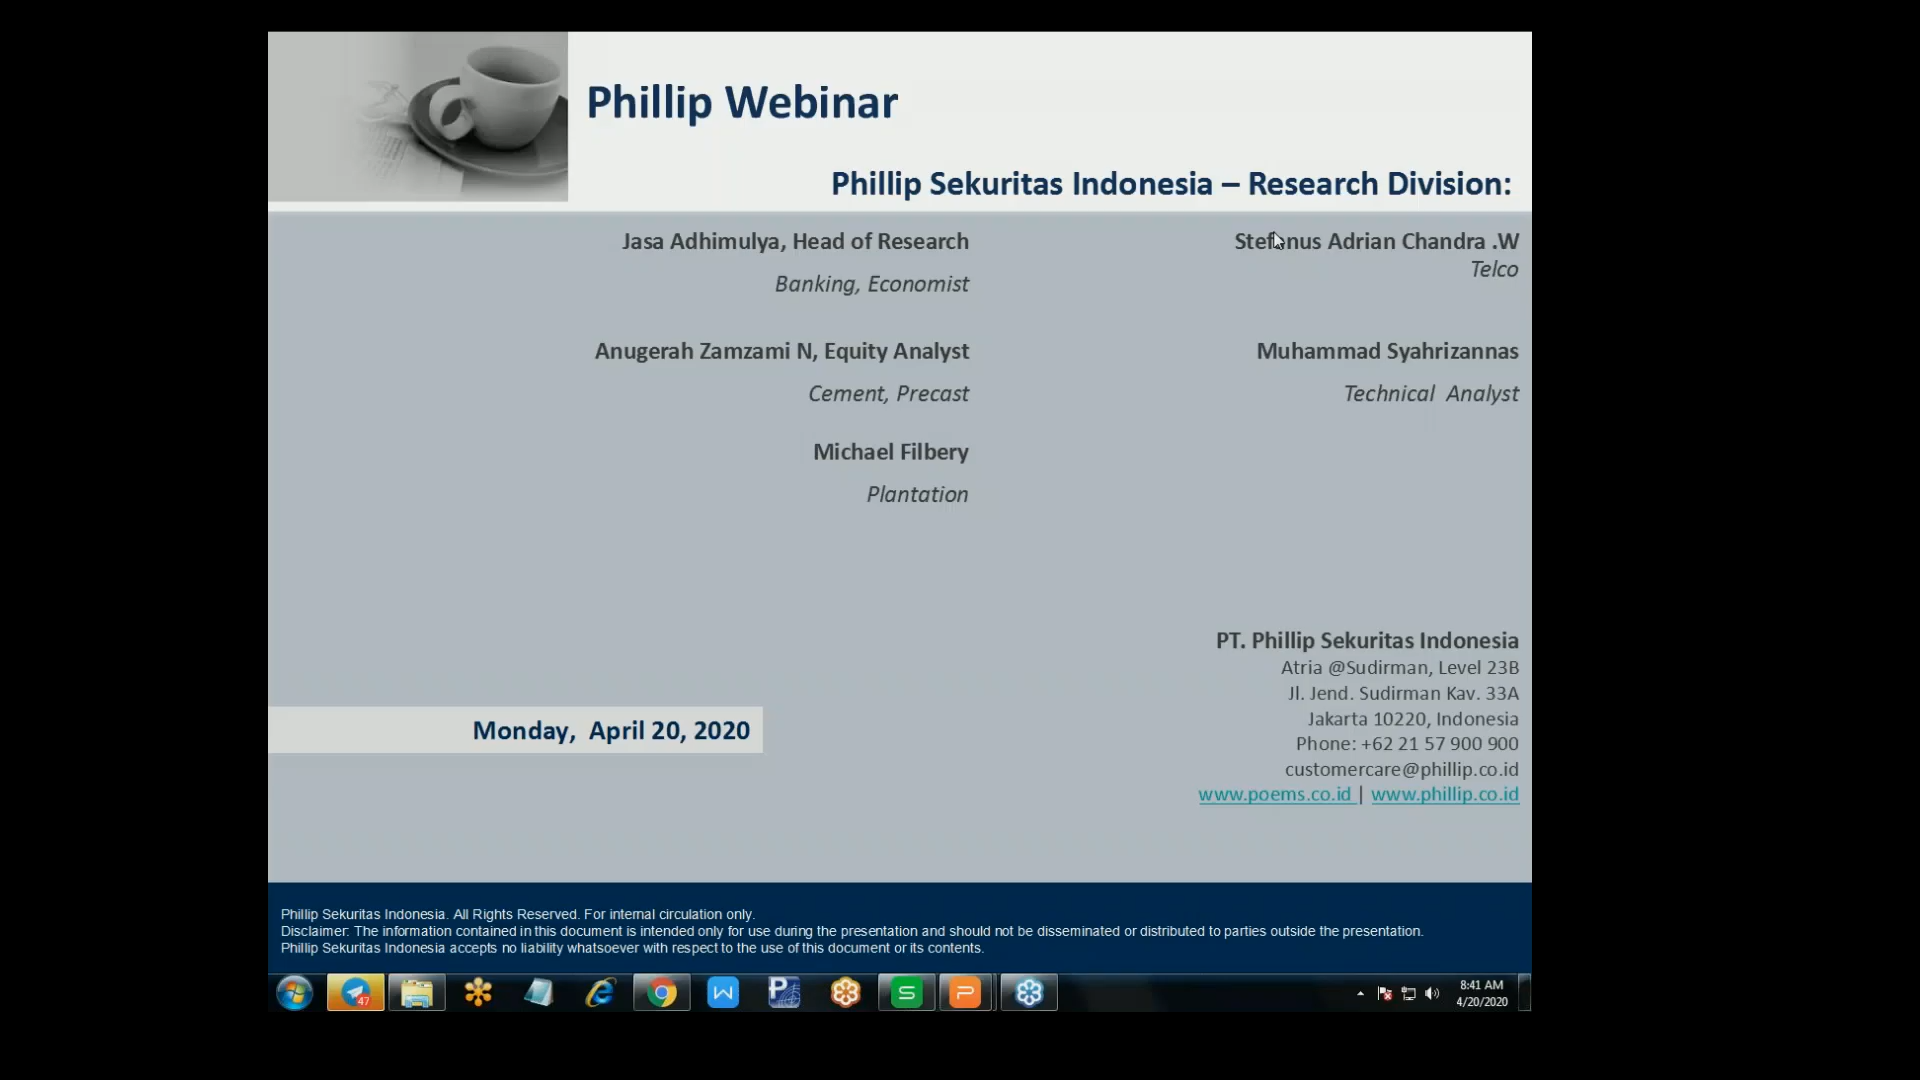 Phillip Webinar
Phillip Sekuritas Indonesia – Research Division:
Jasa Adhimulya, Head of Research
Banking, Economist
Anugerah Zamzami N, Equity Analyst
Cement, Precast
Michael Filbery
Plantation
Stefanus Adrian Chandra .W
Telco
Muhammad Syahrizannas
Technical Analyst
PT. Phillip Sekuritas Indonesia
Atria @Sudirman, Level 23B
Jl. Jend. Sudirman Kav. 33A
Jakarta 10220, Indonesia
Phone: +62 21 57 900 900
customercare@phillip.co.id
www.poems.co.id | www.phillip.co.id
Monday, April 20, 2020
Phillip Sekuritas Indonesia. All Rights Reserved. For internal circulation only.
Disclaimer: The information contained in this document is intended only for use during the presentation and should not be disseminated or distributed to parties outside the presentation.
Phillip Sekuritas Indonesia accepts no liability whatsoever with respect to the use of this document or its contents.
47
8:41 AM
4/20/2020